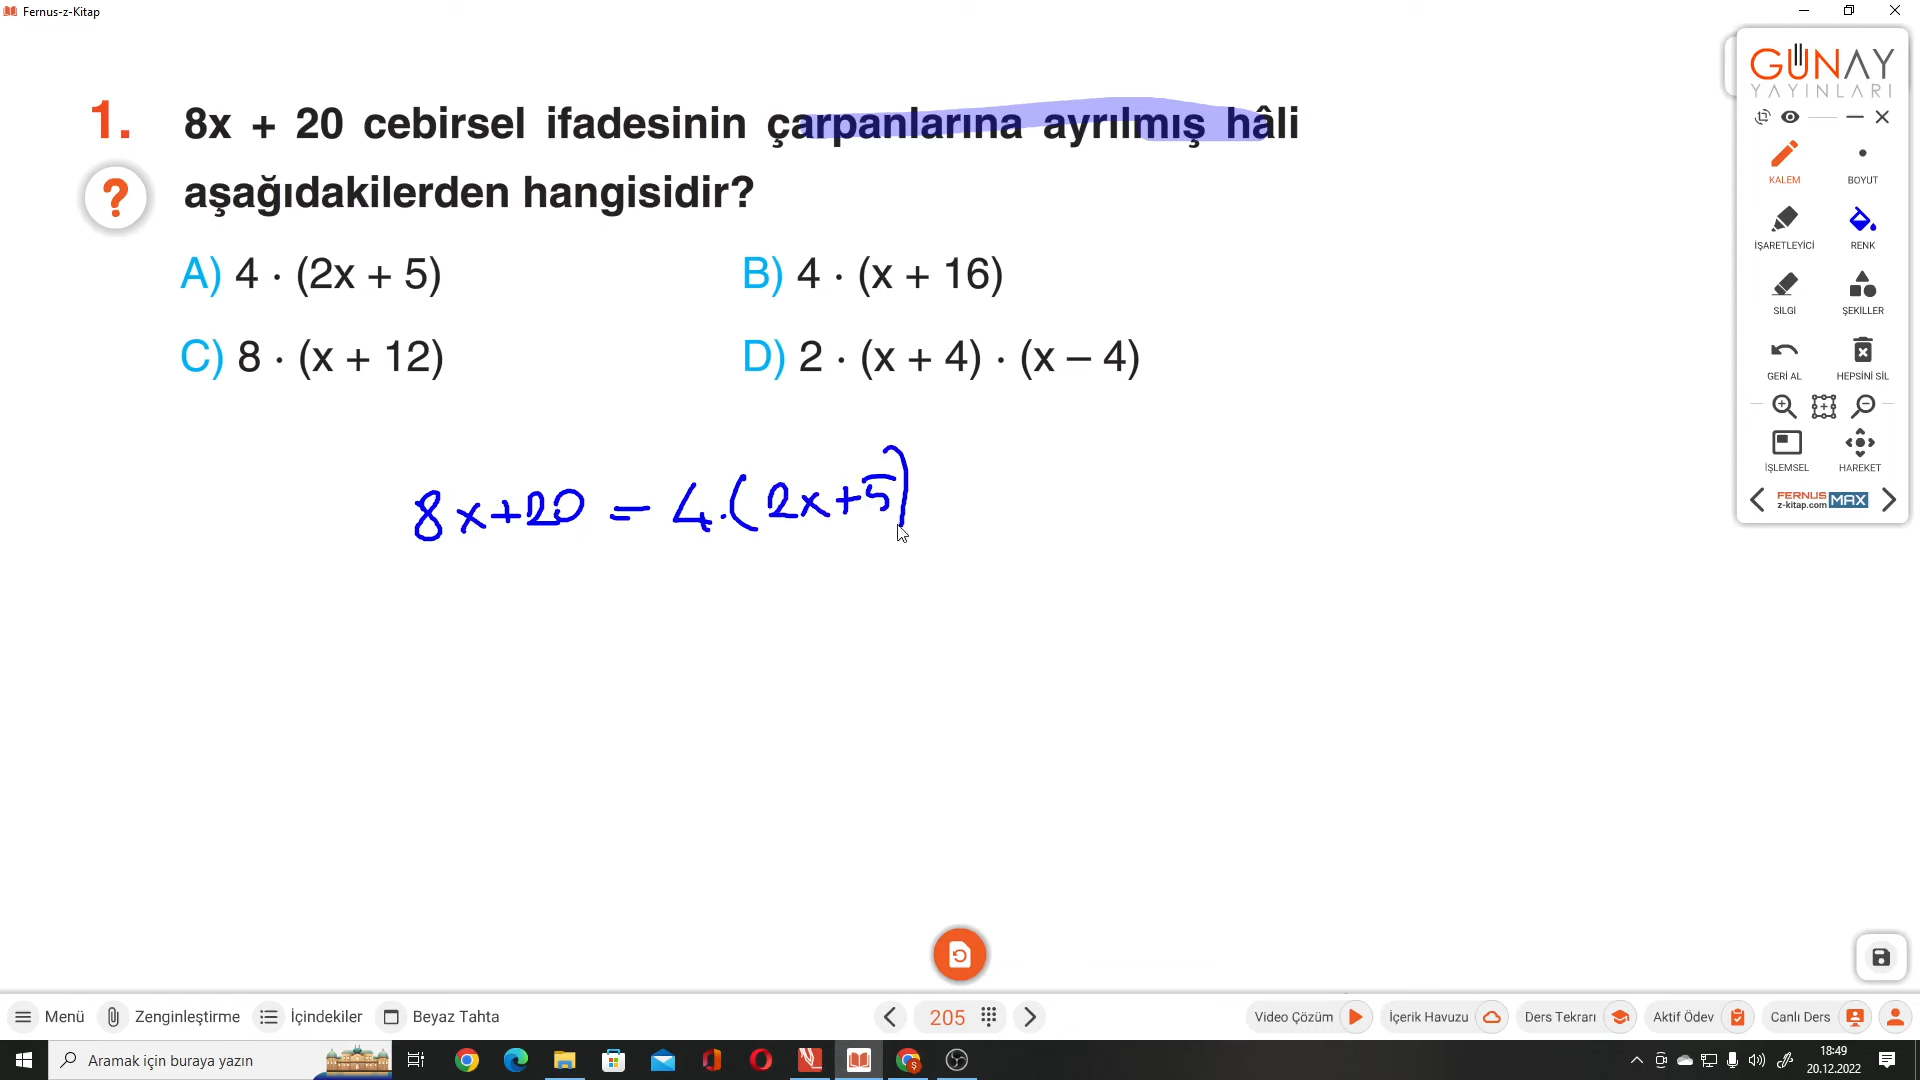 Fernus-z-Kitap
1. 8x + 20 cebirsel ifadesinin çarpanlarına ayrılmış hâli
? aşağıdakilerden hangisidir?
A) 4 · (2x + 5) B) 4 · (x + 16)
C) 8 · (x + 12) D) 2 · (x + 4) · (x – 4)
8x+20 = 4.(2x+5)
GÜNAY
YAYINLARI
KALEM BOYUT
İŞARETLEYİCİ RENK
SİLGİ ŞEKİLLER
GERİ AL HEPSİNİ SİL
İŞLEMSEL HAREKET
FERNUS MAX
z-kitap.com
Menü Zenginleştirme İçindekiler Beyaz Tahta 205 Video Çözüm İçerik Havuzu Ders Tekrarı Aktif Ödev Canlı Ders
Aramak için buraya yazın
18:49
20.12.2022